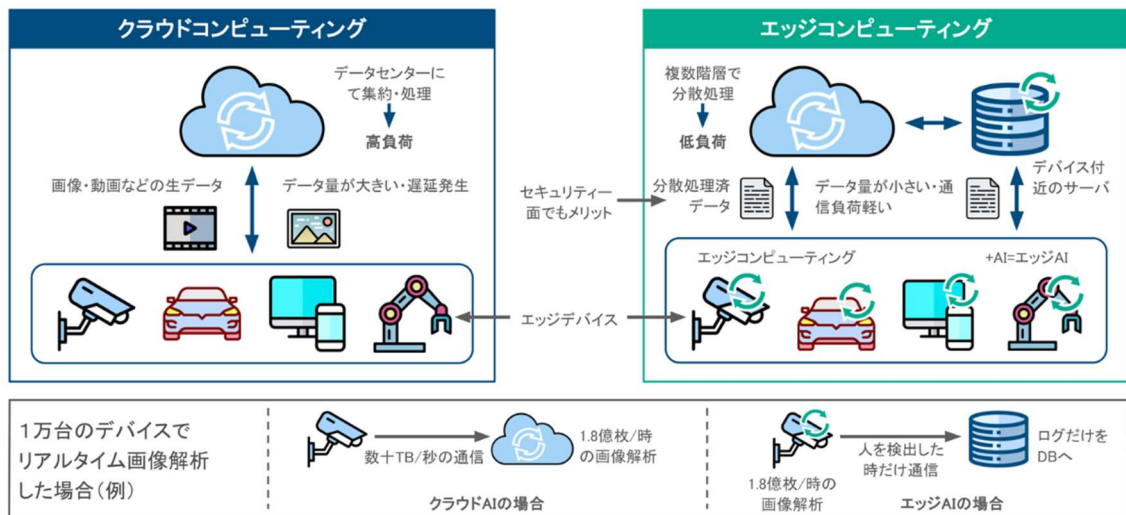 クラウドコンピューティング
データセンターに
て集約・処理
高負荷
画像・動画などの生データ
データ量が大きい・遅延発生
エッジコンピューティング
複数階層で
分散処理
低負荷
デバイス付
近のサーバ
セキュリティー
面でもメリット
分散処理済
データ
データ量が小さい・通
信負荷軽い
エッジコンピューティング
+AI=エッジAI
エッジデバイス
1万台のデバイスで
リアルタイム画像解析
した場合(例)
数十TB/秒の通信
1.8億枚/時
の画像解析
クラウドAIの場合
1.8億枚/時の
画像解析
人を検出した
時だけ通信
ログだけを
DBへ
エッジAIの場合